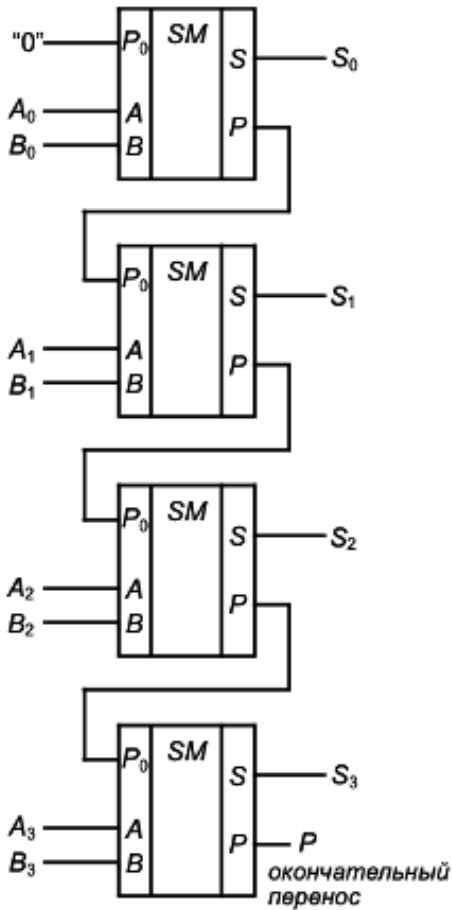 "0" P₀ SM S S₀
A₀ A P
B₀ B
P₀ SM S S₁
A₁ A P
B₁ B
P₀ SM S S₂
A₂ A P
B₂ B
P₀ SM S S₃
A₃ A P P
B₃ B окончательный
перенос